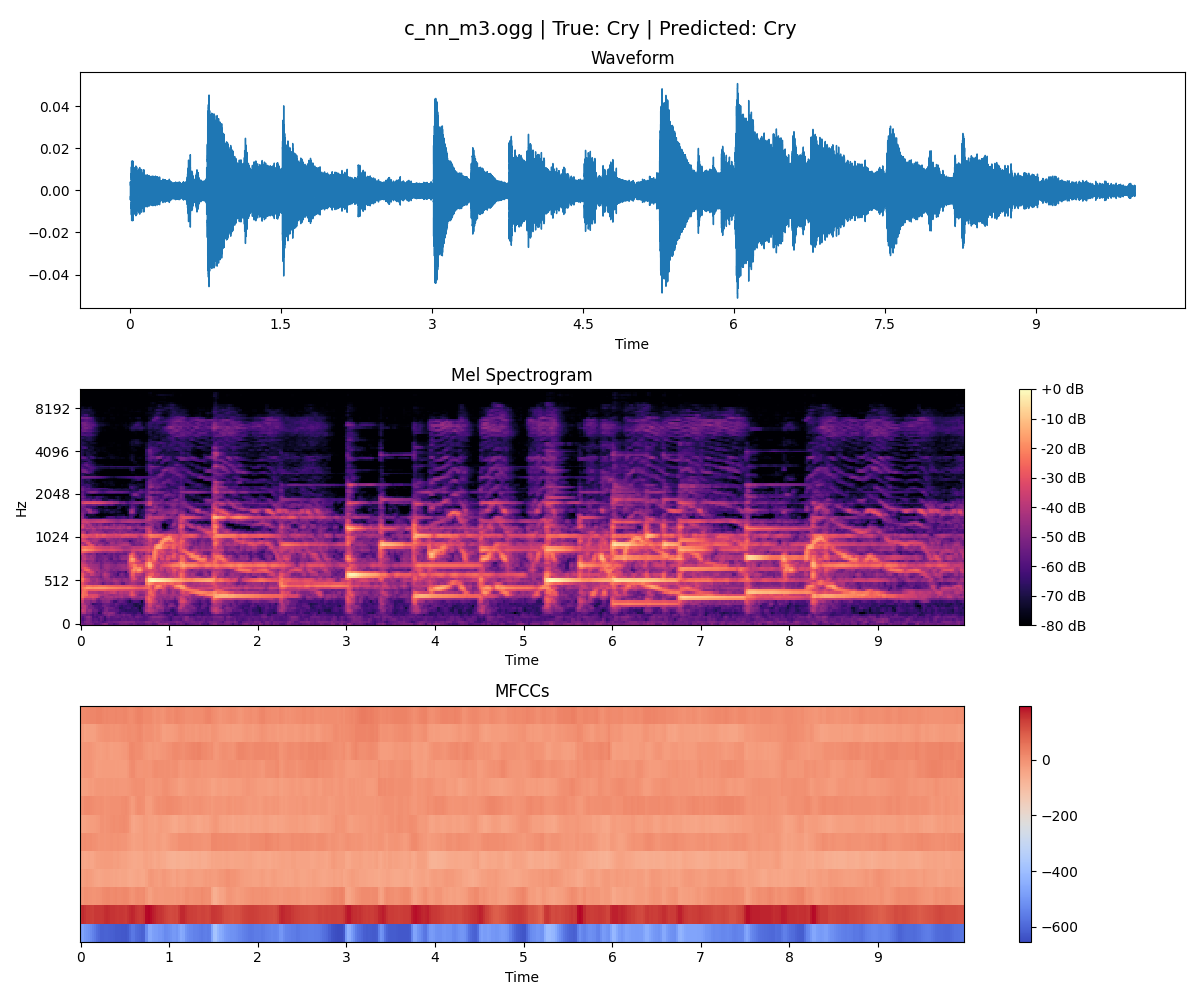 c_nn_m3.ogg | True: Cry | Predicted: Cry
Waveform
0.04
0.02
0.00
−0.02
−0.04
0 1.5 3 4.5 6 7.5 9
Time
Mel Spectrogram
Hz
8192
4096
2048
1024
512
0
0 1 2 3 4 5 6 7 8 9
Time
+0 dB
-10 dB
-20 dB
-30 dB
-40 dB
-50 dB
-60 dB
-70 dB
-80 dB
MFCCs
0 1 2 3 4 5 6 7 8 9
Time
0
−200
−400
−600